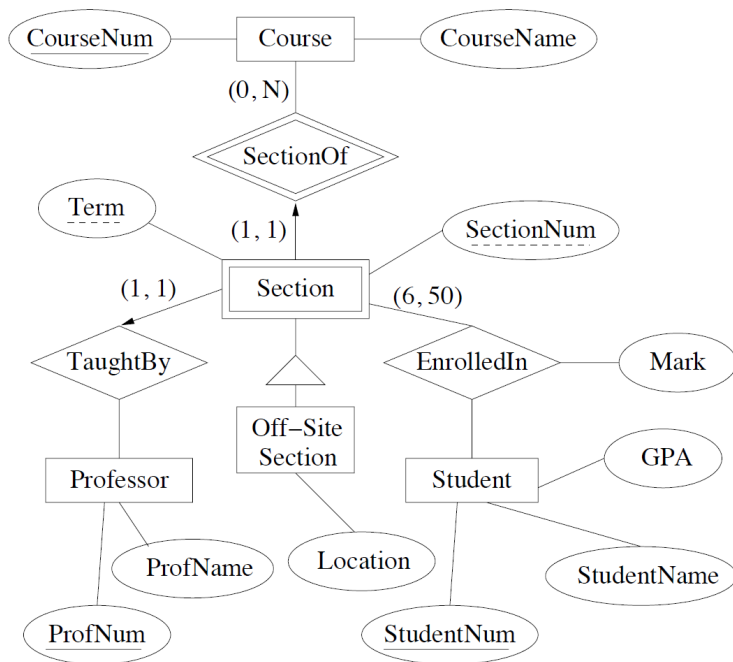 CourseNum
Course
CourseName
(0, N)
SectionOf
Term
(1, 1)
SectionNum
(1, 1)
Section
(6, 50)
TaughtBy
EnrolledIn
Mark
Off−Site
Section
Professor
Student
GPA
ProfName
Location
StudentName
ProfNum
StudentNum